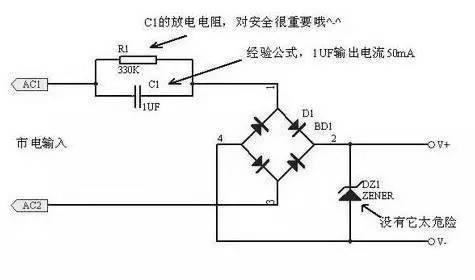 C1的放电电阻，对安全很重要哦^-^
R1
330K
经验公式，1UF输出电流50mA
C1
1UF
AC1
1
D1
BD1
市电输入
4
2
V+
DZ1
ZENER
3
AC2
没有它太危险
V-